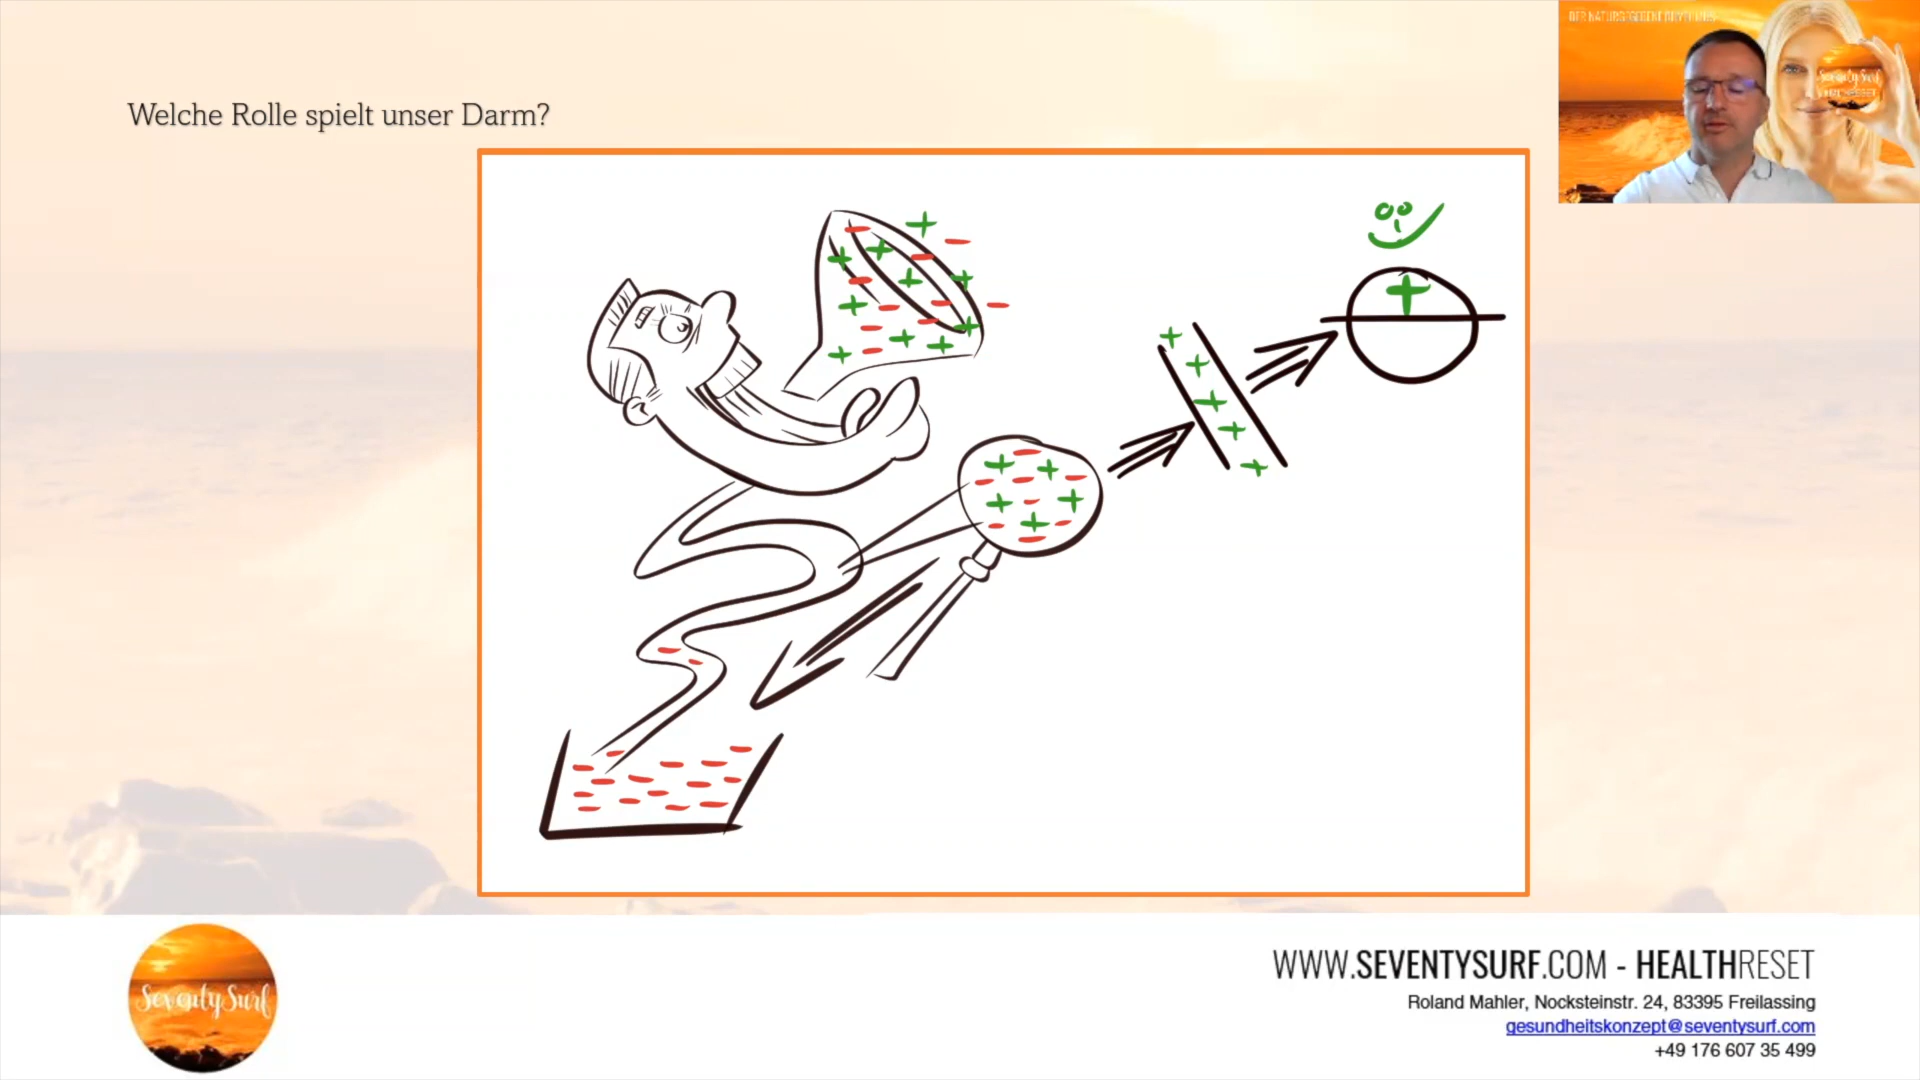 Welche Rolle spielt unser Darm?
SeventySurf
WWW.SEVENTYSURF.COM - HEALTHRESET
Roland Mahler, Nocksteinstr. 24, 83395 Freilassing
gesundheitskonzept@seventysurf.com
+49 176 607 35 499